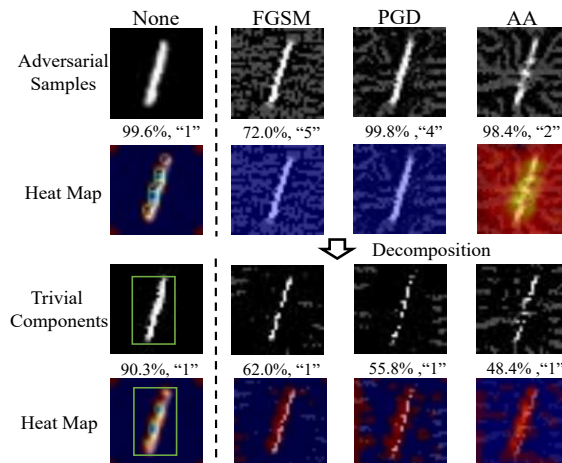 None FGSM PGD AA
Adversarial
Samples
99.6%, “1” 72.0%, “5” 99.8%, “4” 98.4%, “2”
Heat Map
Decomposition
Trivial
Components
90.3%, “1” 62.0%, “1” 55.8% ,“1” 48.4% ,“1”
Heat Map